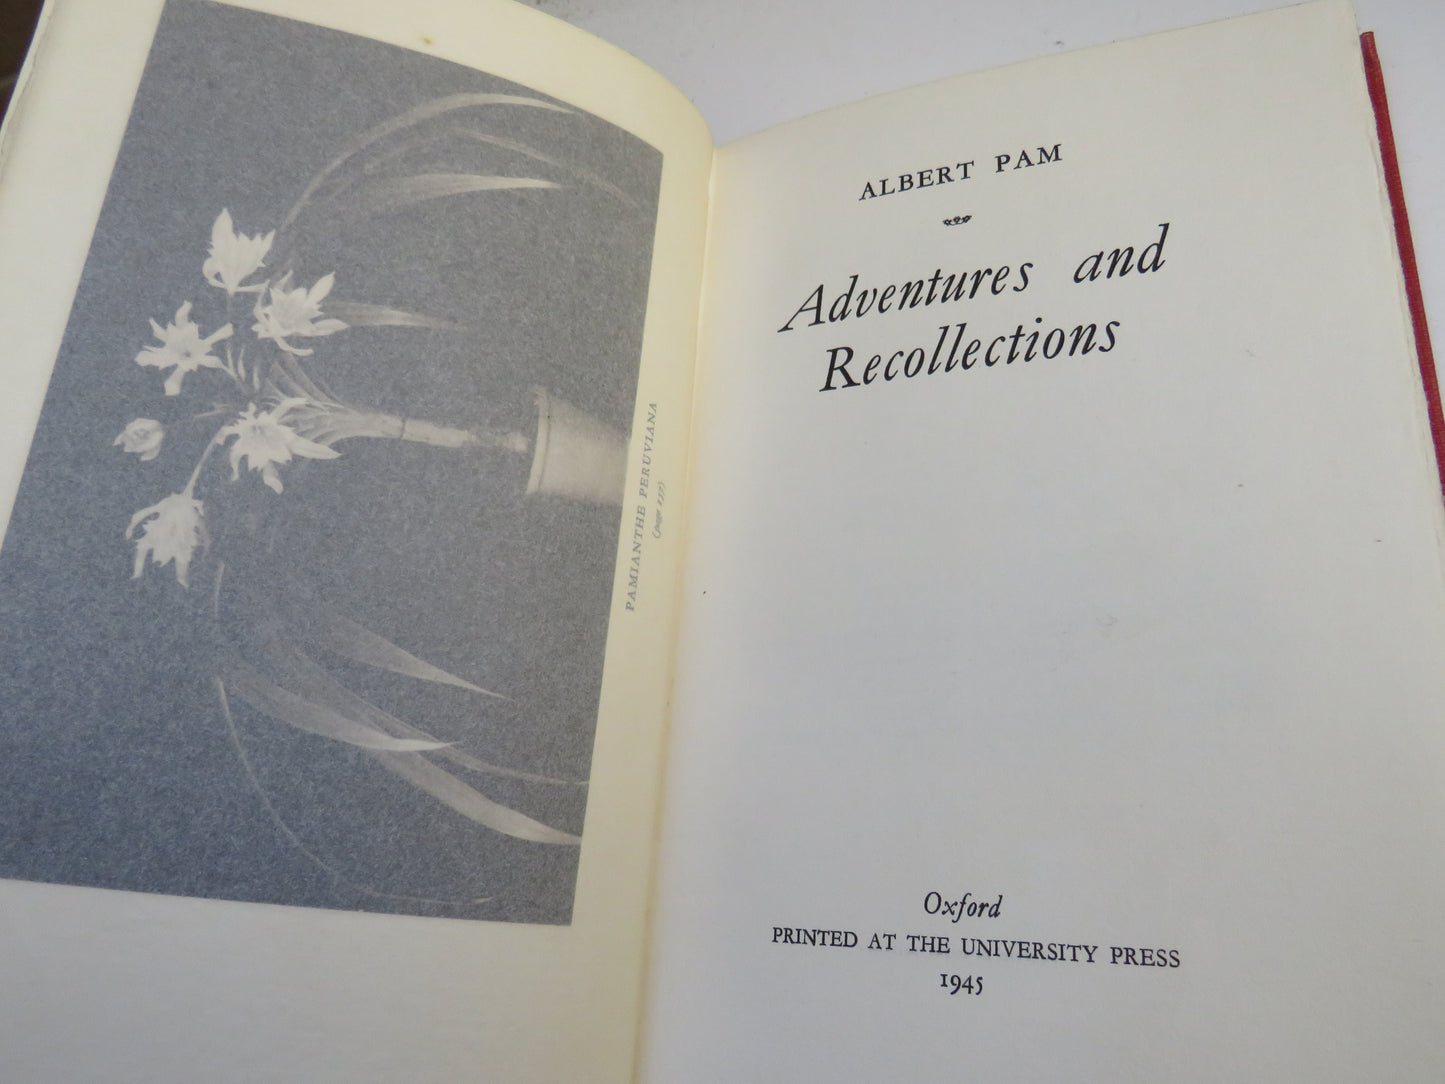 PAMIANTHE PERUVIANA
ALBERT PAM
Adventures and
Recollections
Oxford
PRINTED AT THE UNIVERSITY PRESS
1945